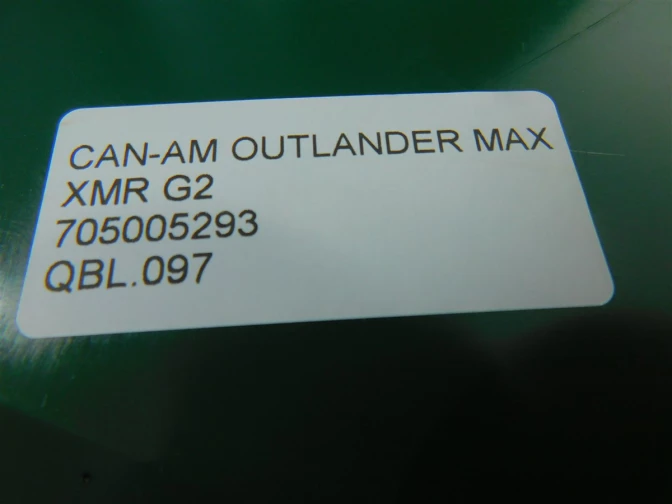 CAN-AM OUTLANDER MAX
XMR G2
705005293
QBL.097